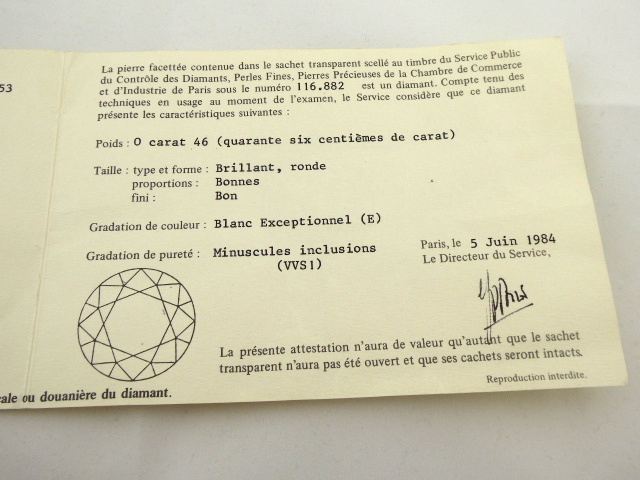 53
La pierre facettée contenue dans le sachet transparent scellé au timbre du Service Public
du Contrôle des Diamants, Perles Fines, Pierres Précieuses de la Chambre de Commerce
et d'Industrie de Paris sous le numéro 116.882 est un diamant. Compte tenu des
techniques en usage au moment de l'examen, le Service considère que ce diamant
présente les caractéristiques suivantes :
Poids : 0 carat 46 (quarante six centièmes de carat)
Taille : type et forme : Brillant, ronde
proportions : Bonnes
fini : Bon
Gradation de couleur : Blanc Exceptionnel (E)
Gradation de pureté : Minuscules inclusions
(VVS1)
Paris, le 5 Juin 1984
Le Directeur du Service,
La présente attestation n'aura de valeur qu'autant que le sachet
transparent n'aura pas été ouvert et que ses cachets seront intacts.
Reproduction interdite.
cale ou douanière du diamant.